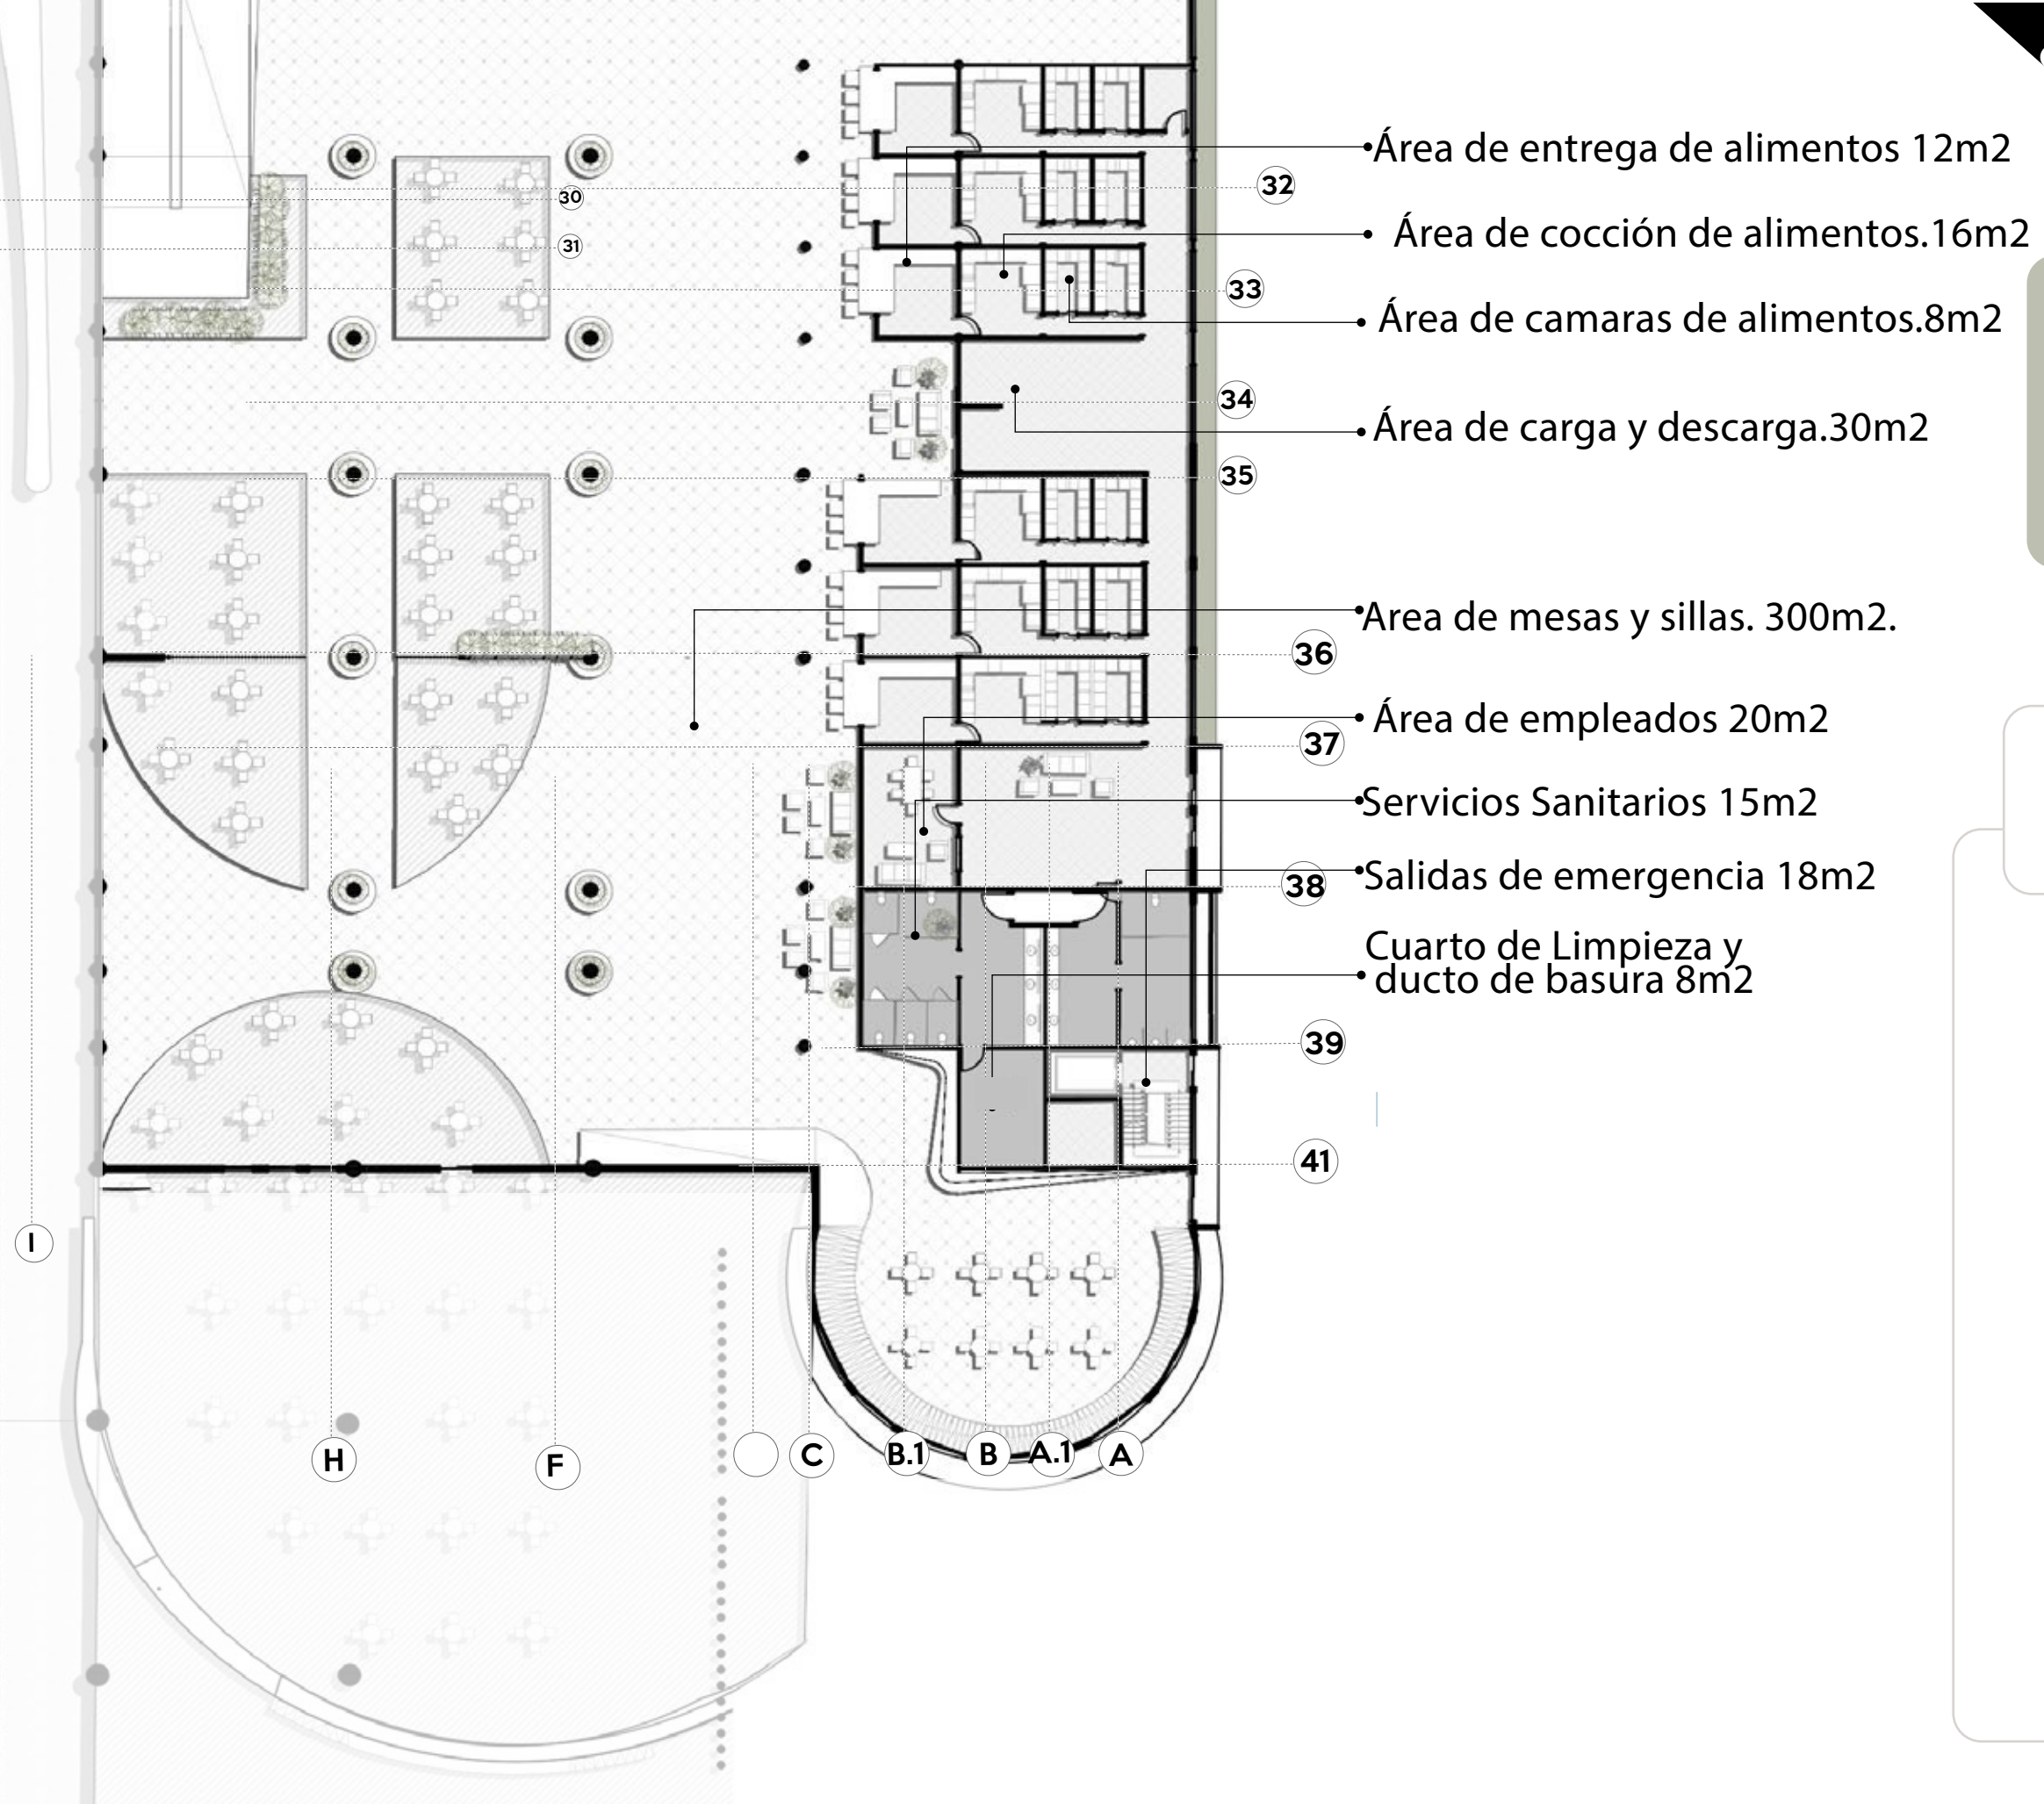 Área de entrega de alimentos 12m2
32
30
Área de cocción de alimentos.16m2
31
33
Área de camaras de alimentos.8m2
34
Área de carga y descarga.30m2
35
Area de mesas y sillas. 300m2.
36
Área de empleados 20m2
37
Servicios Sanitarios 15m2
Salidas de emergencia 18m2
38
Cuarto de Limpieza y
ducto de basura 8m2
39
41
I
H
F
C
B.1
B
A.1
A